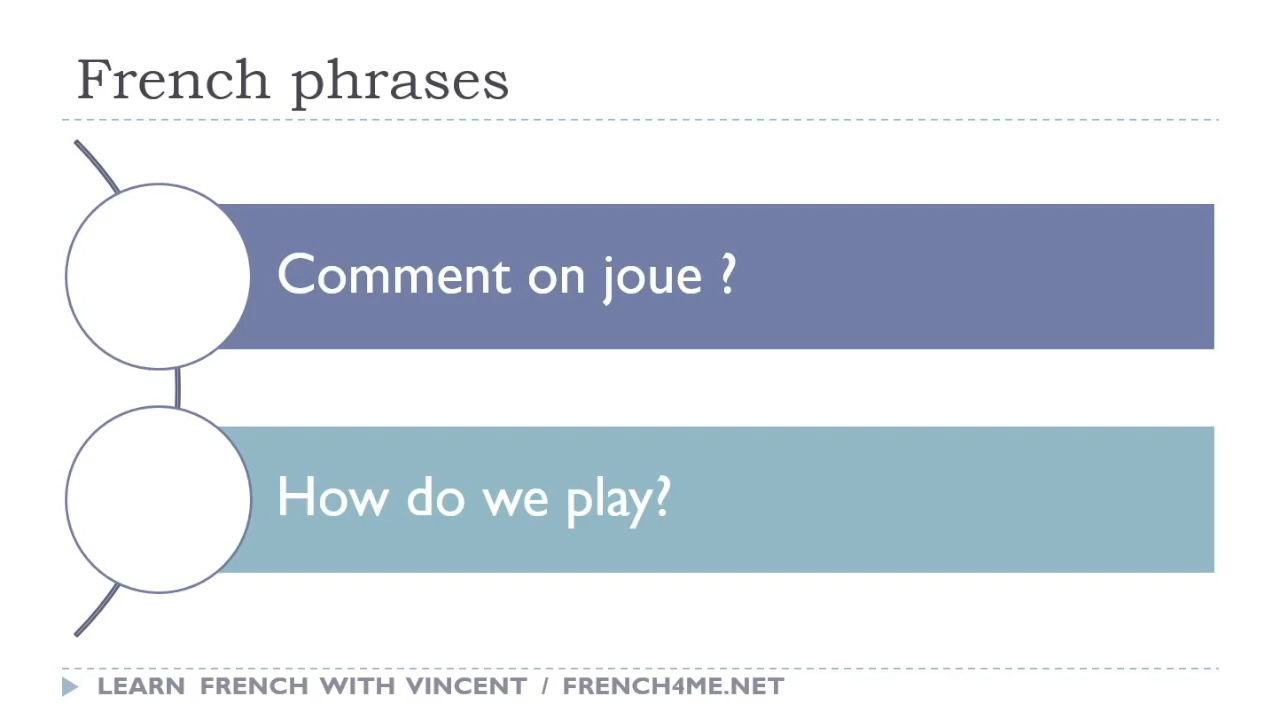 French phrases
Comment on joue ?
How do we play?
LEARN FRENCH WITH VINCENT / FRENCH4ME.NET